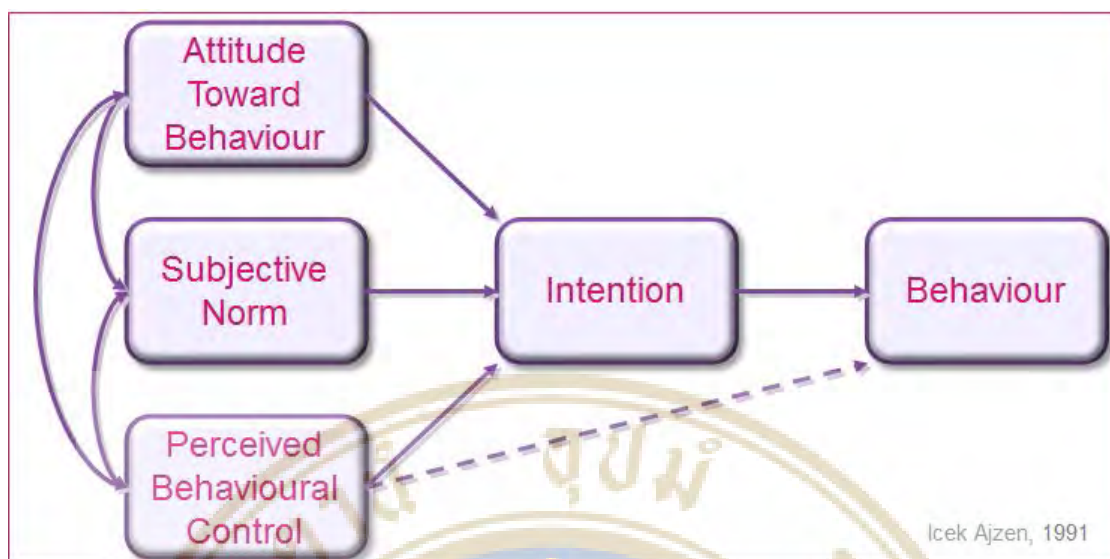 Attitude
Toward
Behaviour
Subjective
Norm
Intention
Behaviour
Perceived
Behavioural
Control
Icek Ajzen, 1991